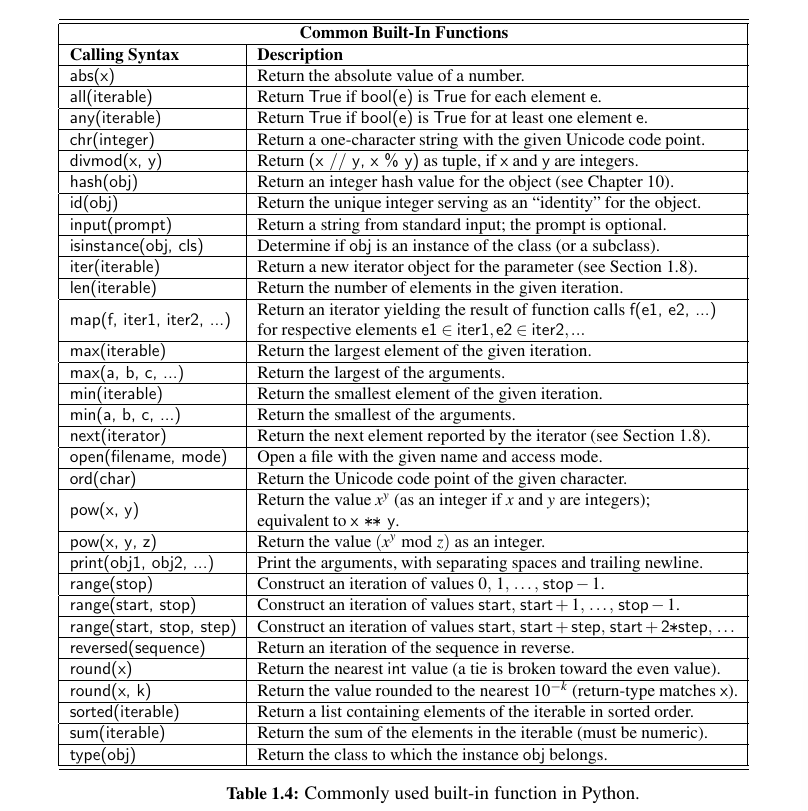 Common Built-In Functions
Calling Syntax Description
abs(x) Return the absolute value of a number.
all(iterable) Return True if bool(e) is True for each element e.
any(iterable) Return True if bool(e) is True for at least one element e.
chr(integer) Return a one-character string with the given Unicode code point.
divmod(x, y) Return (x // y, x % y) as tuple, if x and y are integers.
hash(obj) Return an integer hash value for the object (see Chapter 10).
id(obj) Return the unique integer serving as an “identity” for the object.
input(prompt) Return a string from standard input; the prompt is optional.
isinstance(obj, cls) Determine if obj is an instance of the class (or a subclass).
iter(iterable) Return a new iterator object for the parameter (see Section 1.8).
len(iterable) Return the number of elements in the given iteration.
map(f, iter1, iter2, ...) Return an iterator yielding the result of function calls f(e1, e2, ...)
for respective elements e1 ∈ iter1, e2 ∈ iter2, ...
max(iterable) Return the largest element of the given iteration.
max(a, b, c, ...) Return the largest of the arguments.
min(iterable) Return the smallest element of the given iteration.
min(a, b, c, ...) Return the smallest of the arguments.
next(iterator) Return the next element reported by the iterator (see Section 1.8).
open(filename, mode) Open a file with the given name and access mode.
ord(char) Return the Unicode code point of the given character.
pow(x, y) Return the value x^y (as an integer if x and y are integers);
equivalent to x ** y.
pow(x, y, z) Return the value (x^y mod z) as an integer.
print(obj1, obj2, ...) Print the arguments, with separating spaces and trailing newline.
range(stop) Construct an iteration of values 0, 1, ..., stop − 1.
range(start, stop) Construct an iteration of values start, start + 1, ..., stop − 1.
range(start, stop, step) Construct an iteration of values start, start + step, start + 2*step, ...
reversed(sequence) Return an iteration of the sequence in reverse.
round(x) Return the nearest int value (a tie is broken toward the even value).
round(x, k) Return the value rounded to the nearest 10^−k (return-type matches x).
sorted(iterable) Return a list containing elements of the iterable in sorted order.
sum(iterable) Return the sum of the elements in the iterable (must be numeric).
type(obj) Return the class to which the instance obj belongs.
Table 1.4: Commonly used built-in function in Python.